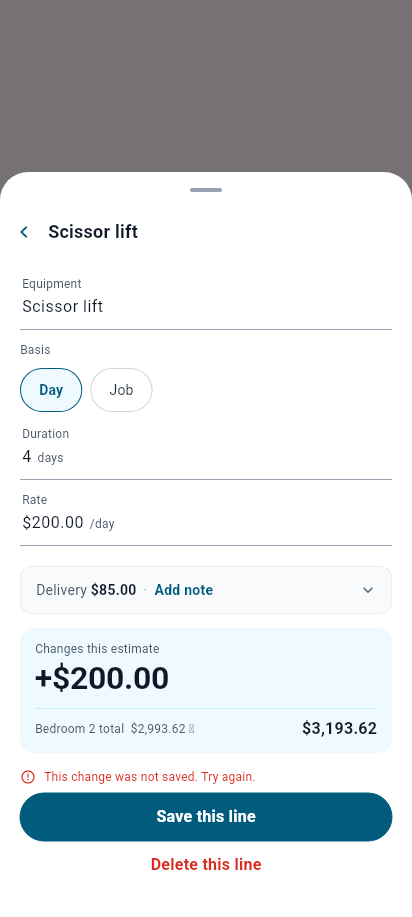 Scissor lift
Equipment
Scissor lift
Basis
Day Job
Duration
4 days
Rate
$200.00 /day
Delivery $85.00 · Add note
Changes this estimate
+$200.00
Bedroom 2 total $2,993.62 $3,193.62
This change was not saved. Try again.
Save this line
Delete this line